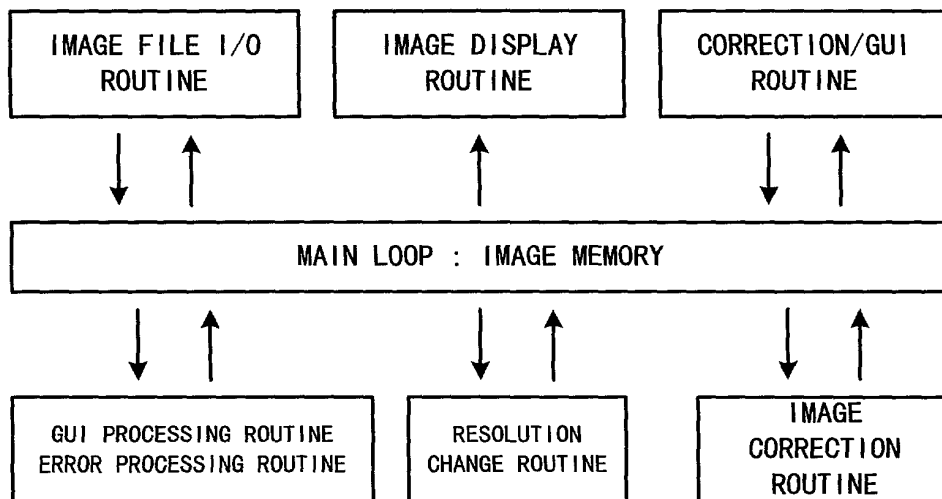 IMAGE FILE I/O
ROUTINE
IMAGE DISPLAY
ROUTINE
CORRECTION/GUI
ROUTINE
MAIN LOOP : IMAGE MEMORY
GUI PROCESSING ROUTINE
ERROR PROCESSING ROUTINE
RESOLUTION
CHANGE ROUTINE
IMAGE
CORRECTION
ROUTINE